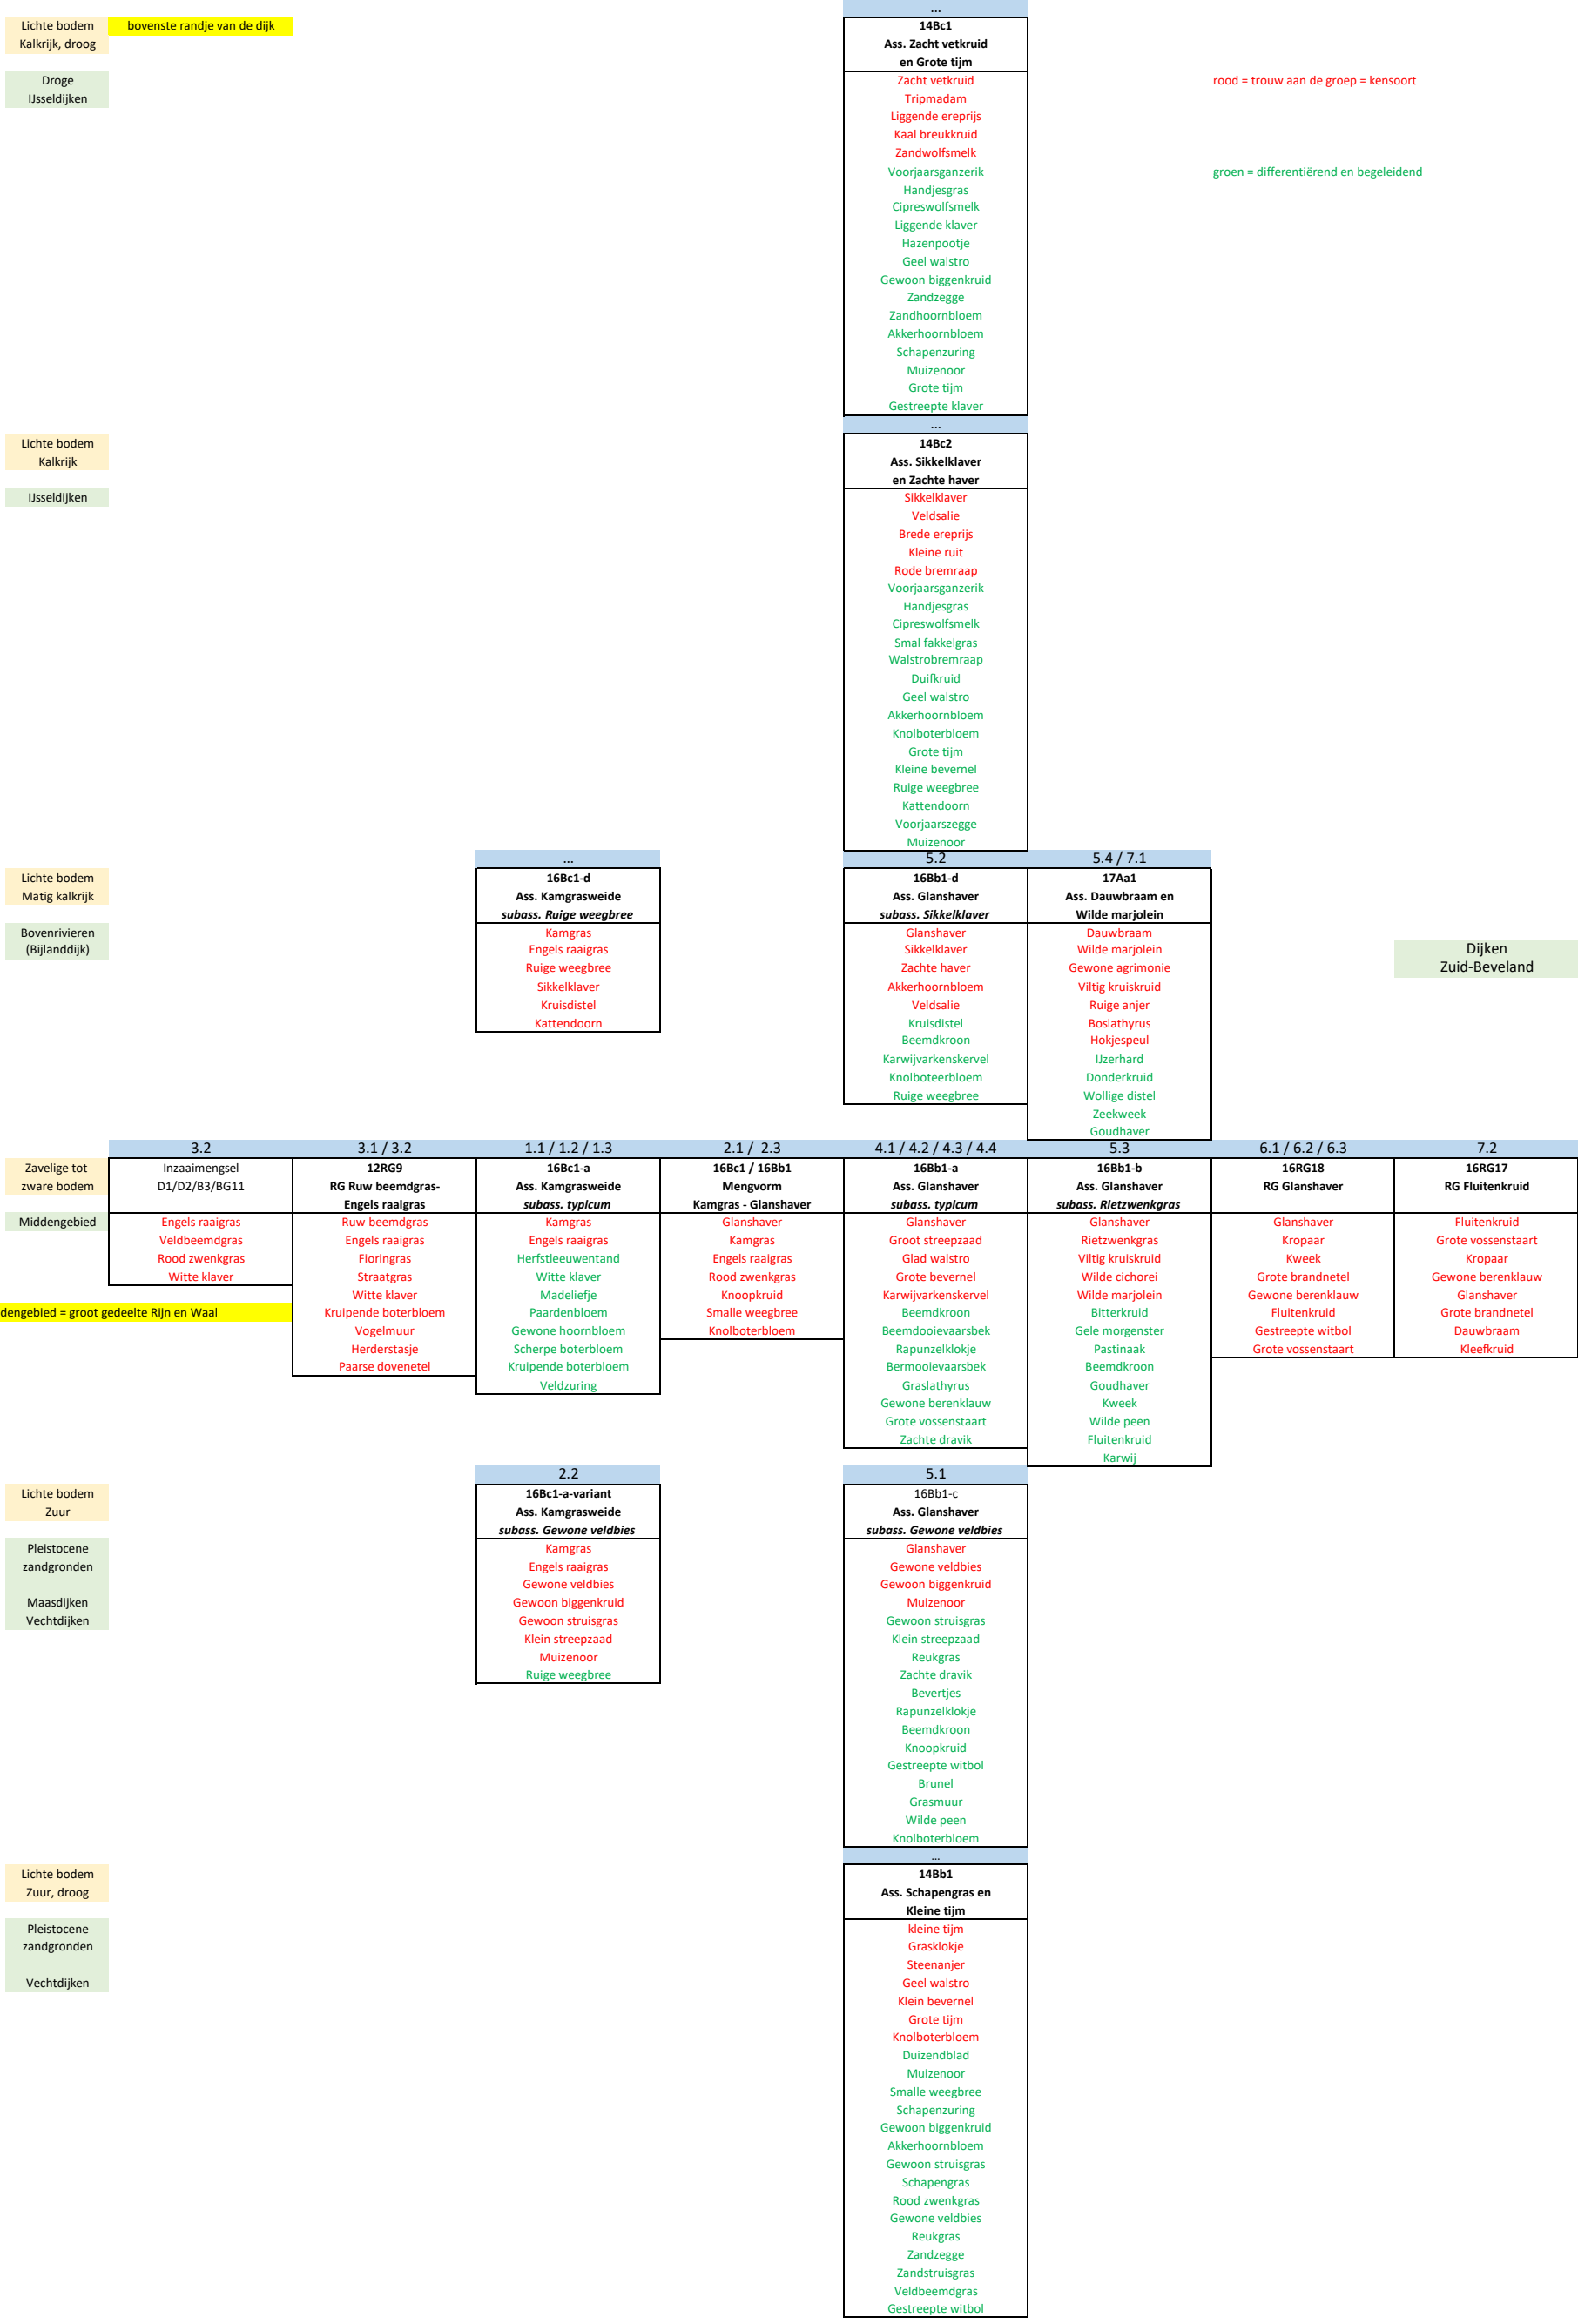 ...
Lichte bodem
Kalkrijk, droog
bovenste randje van de dijk
14Bc1
Ass. Zacht vetkruid
en Grote tijm
Droge
IJsseldijken
Zacht vetkruid
Tripmadam
Liggende ereprijs
Kaal breukkruid
Zandwolfsmelk
Voorjaarsganzerik
Handjesgras
Cipreswolfsmelk
Liggende klaver
Hazenpootje
Geel walstro
Gewoon biggenkruid
Zandzegge
Zandhoornbloem
Akkerhoornbloem
Schapenzuring
Muizenoor
Grote tijm
Gestreepte klaver
rood = trouw aan de groep = kensoort
groen = differentiërend en begeleidend
...
Lichte bodem
Kalkrijk
14Bc2
Ass. Sikkelklaver
en Zachte haver
IJsseldijken
Sikkelklaver
Veldsalie
Brede ereprijs
Kleine ruit
Rode bremraap
Voorjaarsganzerik
Handjesgras
Cipreswolfsmelk
Smal fakkelgras
Walstrobremraap
Duifkruid
Geel walstro
Akkerhoornbloem
Knolboterbloem
Grote tijm
Kleine bevernel
Ruige weegbree
Kattendoorn
Voorjaarszegge
Muizenoor
Lichte bodem
Matig kalkrijk
Bovenrivieren
(Bijlanddijk)
...
16Bc1-d
Ass. Kamgrasweide
subass. Ruige weegbree
Kamgras
Engels raaigras
Ruige weegbree
Sikkelklaver
Kruisdistel
Kattendoorn
5.2
16Bb1-d
Ass. Glanshaver
subass. Sikkelklaver
Glanshaver
Sikkelklaver
Zachte haver
Akkerhoornbloem
Veldsalie
Kruisdistel
Beemdkroon
Karwijvarkenskervel
Knolboteerbloem
Ruige weegbree
5.4 / 7.1
17Aa1
Ass. Dauwbraam en
Wilde marjolein
Dauwbraam
Wilde marjolein
Gewone agrimonie
Viltig kruiskruid
Ruige anjer
Boslathyrus
Hokjespeul
IJzerhard
Donderkruid
Wollige distel
Zeekweek
Goudhaver
Dijken
Zuid-Beveland
Zavelige tot
zware bodem
Middengebied
dengebied = groot gedeelte Rijn en Waal
3.2
Inzaaimengsel
D1/D2/B3/BG11
Engels raaigras
Veldbeemdgras
Rood zwenkgras
Witte klaver
3.1 / 3.2
12RG9
RG Ruw beemdgras-
Engels raaigras
Ruw beemdgras
Engels raaigras
Fioringras
Straatgras
Witte klaver
Kruipende boterbloem
Vogelmuur
Herderstasje
Paarse dovenetel
1.1 / 1.2 / 1.3
16Bc1-a
Ass. Kamgrasweide
subass. typicum
Kamgras
Engels raaigras
Herfstleeuwentand
Witte klaver
Madeliefje
Paardenbloem
Gewone hoornbloem
Scherpe boterbloem
Kruipende boterbloem
Veldzuring
2.1 / 2.3
16Bc1 / 16Bb1
Mengvorm
Kamgras - Glanshaver
Glanshaver
Kamgras
Engels raaigras
Rood zwenkgras
Knoopkruid
Smalle weegbree
Knolboterbloem
4.1 / 4.2 / 4.3 / 4.4
16Bb1-a
Ass. Glanshaver
subass. typicum
Glanshaver
Groot streepzaad
Glad walstro
Grote bevernel
Karwijvarkenskervel
Beemdkroon
Beemdooievaarsbek
Rapunzelklokje
Bermooievaarsbek
Graslathyrus
Gewone berenklauw
Grote vossenstaart
Zachte dravik
5.3
16Bb1-b
Ass. Glanshaver
subass. Rietzwenkgras
Glanshaver
Rietzwenkgras
Viltig kruiskruid
Wilde cichorei
Wilde marjolein
Bitterkruid
Gele morgenster
Pastinaak
Beemdkroon
Goudhaver
Kweek
Wilde peen
Fluitenkruid
Karwij
6.1 / 6.2 / 6.3
16RG18
RG Glanshaver
Glanshaver
Kropaar
Kweek
Grote brandnetel
Gewone berenklauw
Fluitenkruid
Gestreepte witbol
Grote vossenstaart
7.2
16RG17
RG Fluitenkruid
Fluitenkruid
Grote vossenstaart
Kropaar
Gewone berenklauw
Glanshaver
Grote brandnetel
Dauwbraam
Kleefkruid
Lichte bodem
Zuur
Pleistocene
zandgronden
Maasdijken
Vechtdijken
2.2
16Bc1-a-variant
Ass. Kamgrasweide
subass. Gewone veldbies
Kamgras
Engels raaigras
Gewone veldbies
Gewoon biggenkruid
Gewoon struisgras
Klein streepzaad
Muizenoor
Ruige weegbree
5.1
16Bb1-c
Ass. Glanshaver
subass. Gewone veldbies
Glanshaver
Gewone veldbies
Gewoon biggenkruid
Muizenoor
Gewoon struisgras
Klein streepzaad
Reukgras
Zachte dravik
Bevertjes
Rapunzelklokje
Beemdkroon
Knoopkruid
Gestreepte witbol
Brunel
Grasmuur
Wilde peen
Knolboterbloem
...
Lichte bodem
Zuur, droog
Pleistocene
zandgronden
Vechtdijken
14Bb1
Ass. Schapengras en
Kleine tijm
kleine tijm
Grasklokje
Steenanjer
Geel walstro
Klein bevernel
Grote tijm
Knolboterbloem
Duizendblad
Muizenoor
Smalle weegbree
Schapenzuring
Gewoon biggenkruid
Akkerhoornbloem
Gewoon struisgras
Schapengras
Rood zwenkgras
Gewone veldbies
Reukgras
Zandzegge
Zandstruisgras
Veldbeemdgras
Gestreepte witbol